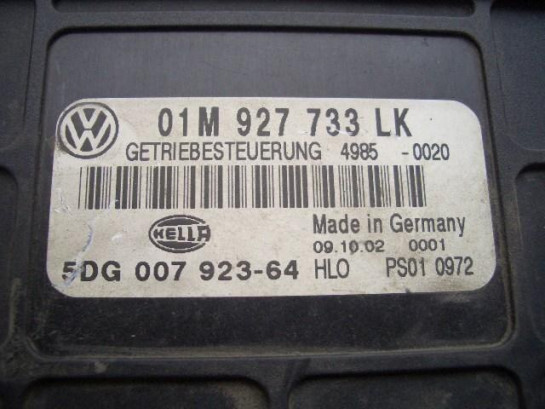 VW 01M 927 733 LK
GETRIEBESTEUERUNG 4985 -0020
HELLA Made in Germany
09.10.02 0001
5DG 007 923-64 HLO PS01 0972